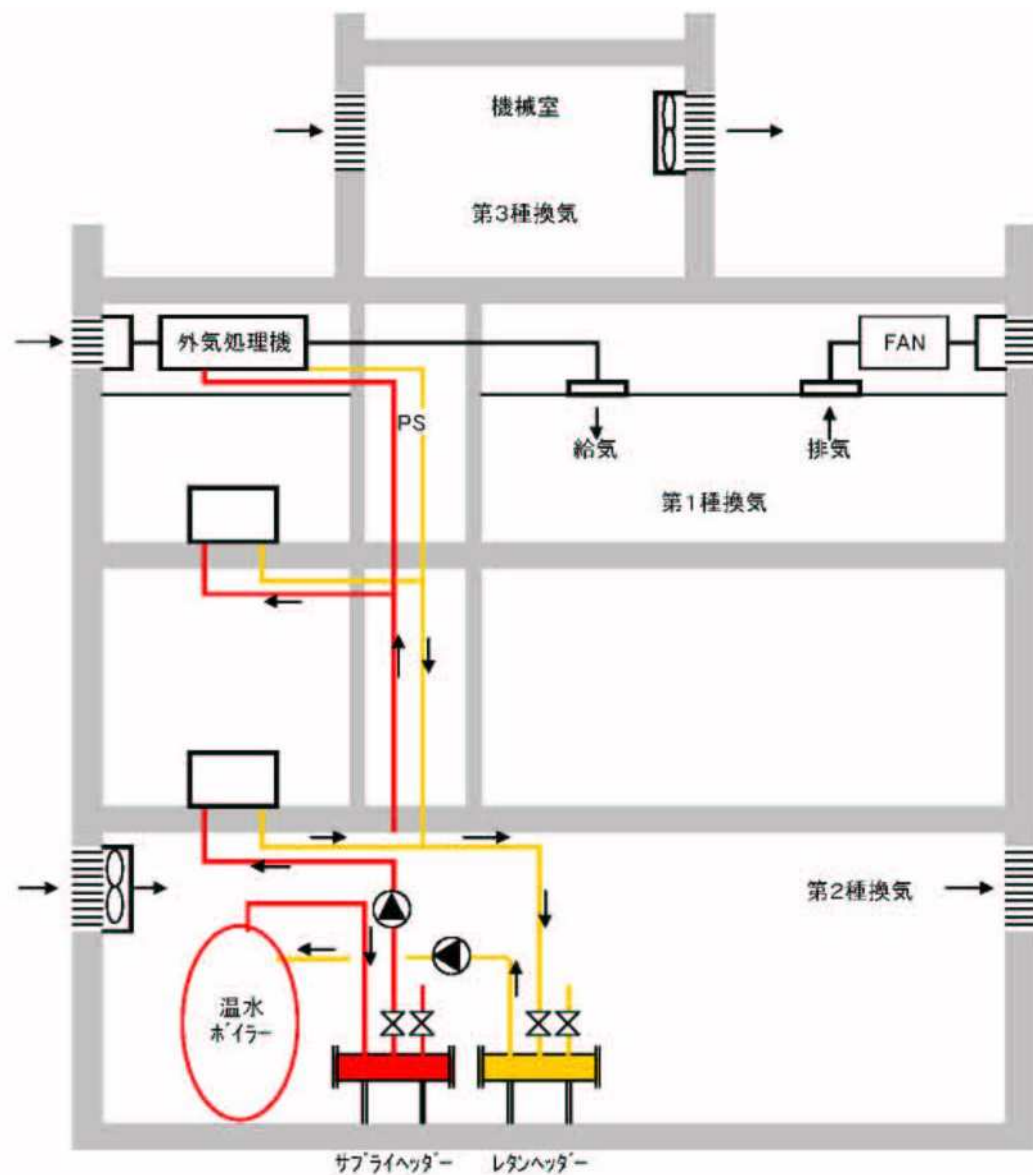 機械室
第3種換気
外気処理機
FAN
PS
給気
排気
第1種換気
第2種換気
温水
ﾎﾞｲﾗｰ
ｻﾌﾟﾗｲﾍｯﾀﾞｰ
ﾚﾀﾝﾍｯﾀﾞｰ